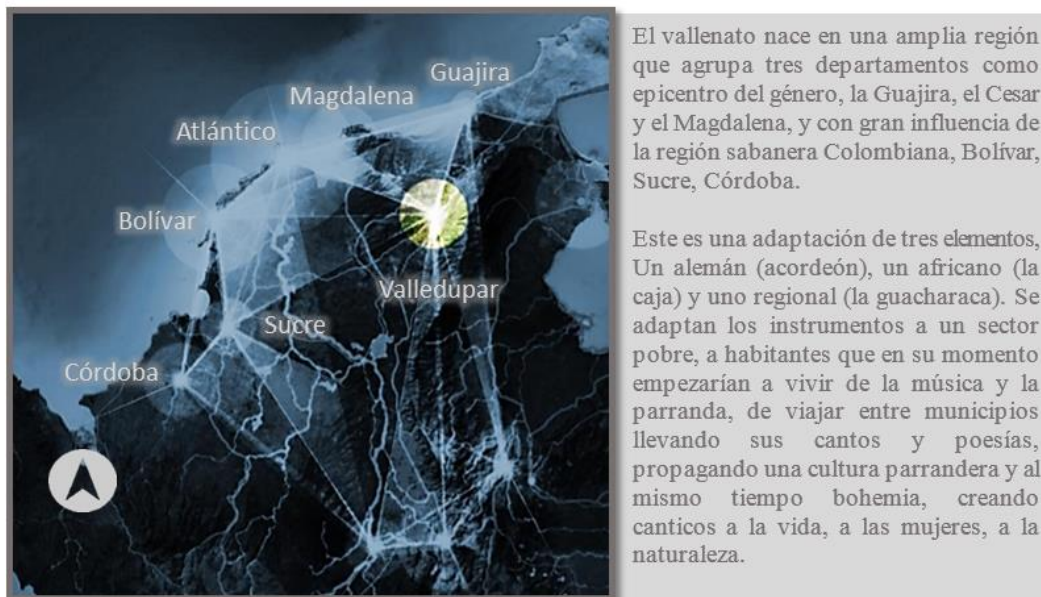 Guajira
Magdalena
Atlántico
Bolívar
Valledupar
Sucre
Córdoba
El vallenato nace en una amplia región
que agrupa tres departamentos como
epicentro del género, la Guajira, el Cesar
y el Magdalena, y con gran influencia de
la región sabanera Colombiana, Bolívar,
Sucre, Córdoba.
Este es una adaptación de tres elementos,
Un alemán (acordeón), un africano (la
caja) y uno regional (la guacharaca). Se
adaptan los instrumentos a un sector
pobre, a habitantes que en su momento
empezarían a vivir de la música y la
parranda, de viajar entre municipios
llevando sus cantos y poesías,
propagando una cultura parrandera y al
mismo tiempo bohemia, creando
canticos a la vida, a las mujeres, a la
naturaleza.